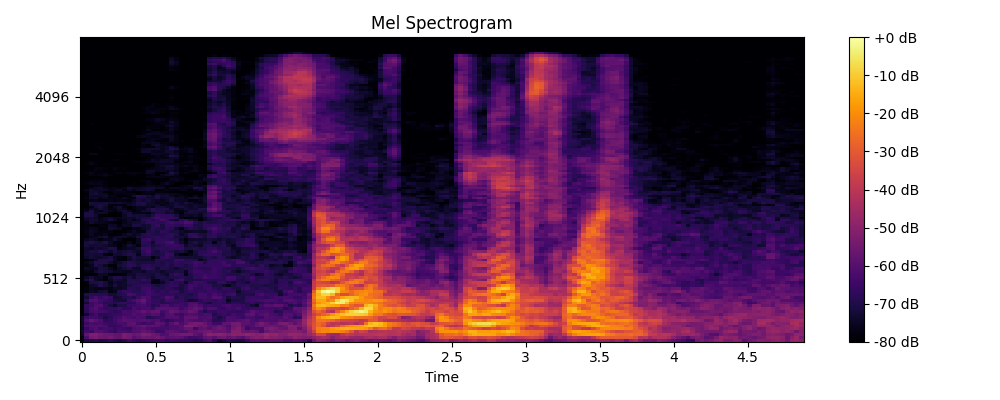 Mel Spectrogram
+0 dB
-10 dB
-20 dB
-30 dB
-40 dB
-50 dB
-60 dB
-70 dB
-80 dB
Hz
4096
2048
1024
512
0
0 0.5 1 1.5 2 2.5 3 3.5 4 4.5
Time